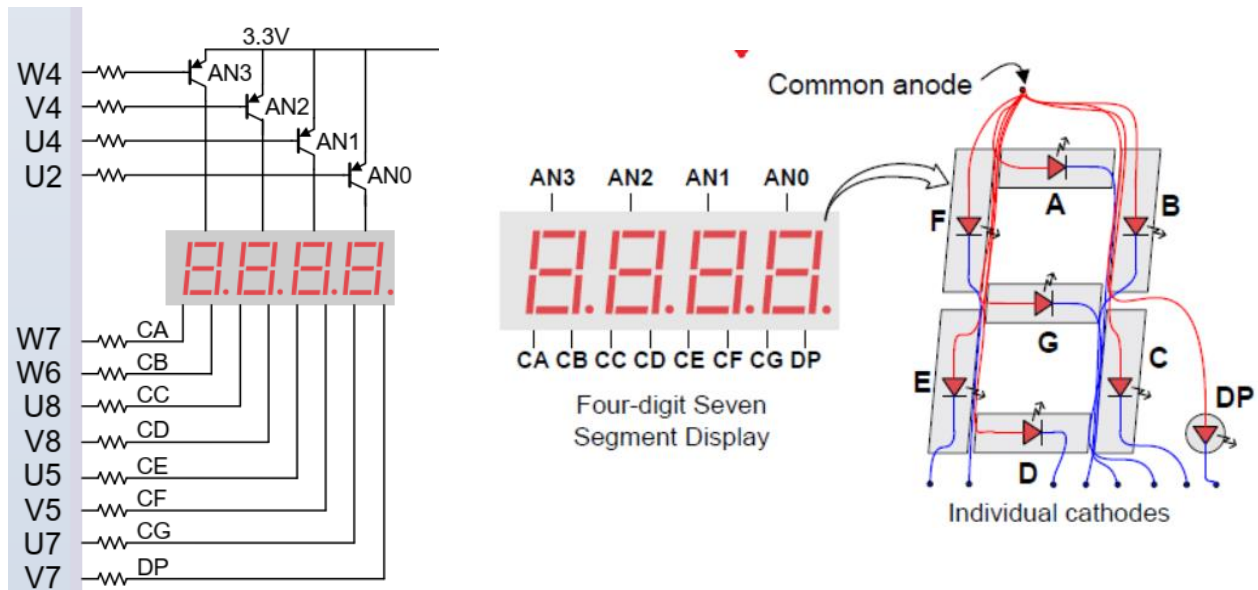 3.3V
W4
AN3
V4
AN2
U4
AN1
U2
AN0
W7
CA
W6
CB
U8
CC
V8
CD
U5
CE
V5
CF
U7
CG
V7
DP
AN3 AN2 AN1 AN0
CA CB CC CD CE CF CG DP
Four-digit Seven
Segment Display
Common anode
A
F
B
G
E
C
DP
D
Individual cathodes